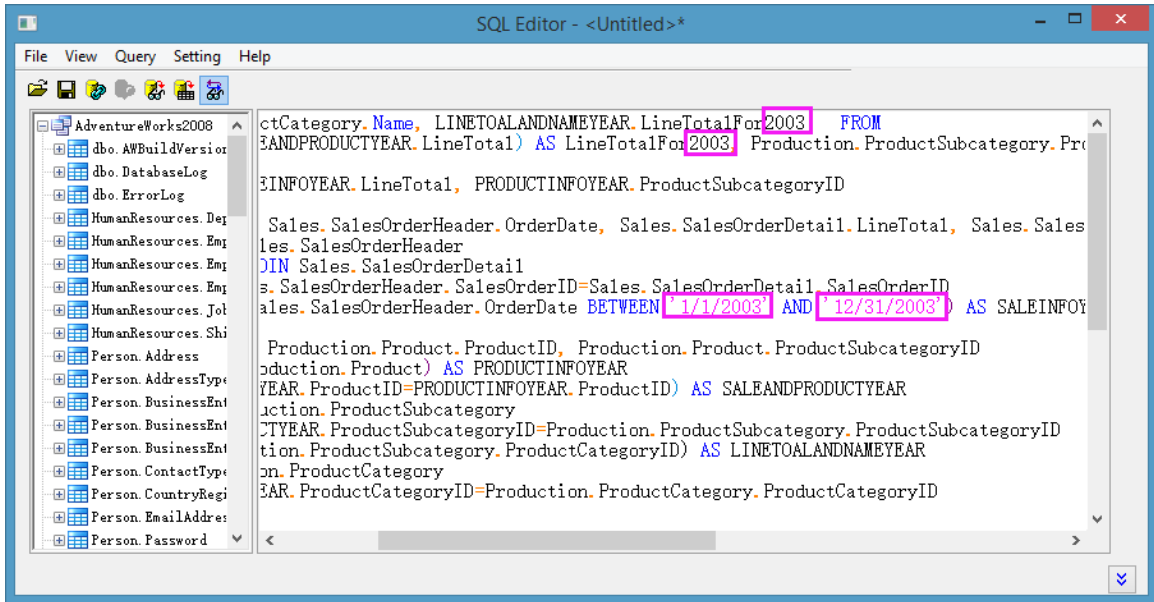 SQL Editor - <Untitled>*
File View Query Setting Help
AdventureWorks2008
dbo.AWBuildVersion
dbo.DatabaseLog
dbo.ErrorLog
HumanResources.Dep
HumanResources.Emp
HumanResources.Emp
HumanResources.Emp
HumanResources.Job
HumanResources.Shi
Person.Address
Person.AddressType
Person.BusinessEnt
Person.BusinessEnt
Person.BusinessEnt
Person.ContactType
Person.CountryRegi
Person.EmailAddres
Person.Password
ctCategory.Name, LINETOALANDNAMEYEAR.LineTotalFor2003 FROM
EANDPRODUCTYEAR.LineTotal) AS LineTotalFor2003, Production.ProductSubcategory.Pro
EINFOYEAR.LineTotal, PRODUCTINFOYEAR.ProductSubcategoryID
Sales.SalesOrderHeader.OrderDate, Sales.SalesOrderDetail.LineTotal, Sales.Sales
les.SalesOrderHeader
OIN Sales.SalesOrderDetail
s.SalesOrderHeader.SalesOrderID=Sales.SalesOrderDetail.SalesOrderID
ales.SalesOrderHeader.OrderDate BETWEEN '1/1/2003' AND '12/31/2003') AS SALEINFOY
Production.Product.ProductID, Production.Product.ProductSubcategoryID
oduction.Product) AS PRODUCTINFOYEAR
YEAR.ProductID=PRODUCTINFOYEAR.ProductID) AS SALEANDPRODUCTYEAR
uction.ProductSubcategory
CTYEAR.ProductSubcategoryID=Production.ProductSubcategory.ProductSubcategoryID
tion.ProductSubcategory.ProductCategoryID) AS LINETOALANDNAMEYEAR
on.ProductCategory
EAR.ProductCategoryID=Production.ProductCategory.ProductCategoryID